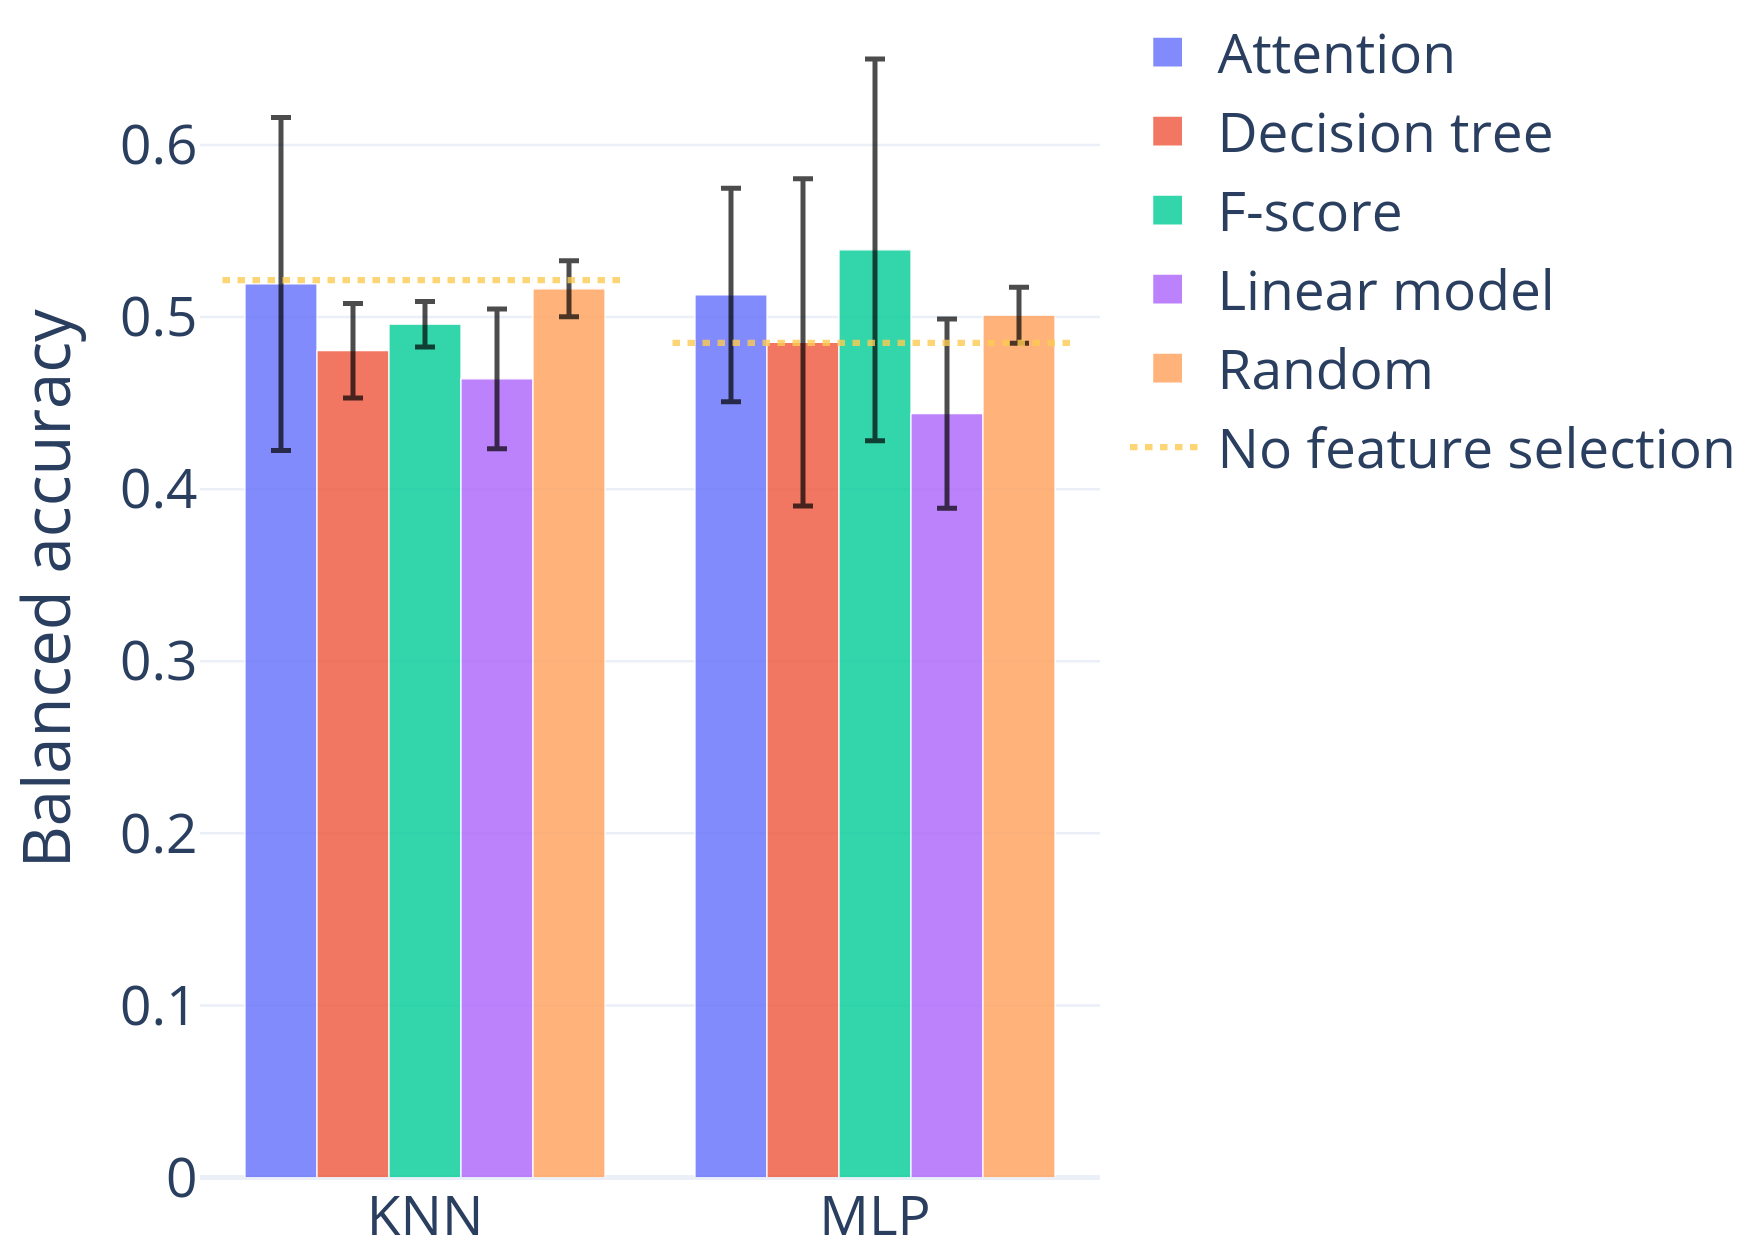 Balanced accuracy
0.6
0.5
0.4
0.3
0.2
0.1
0
KNN
MLP
Attention
Decision tree
F-score
Linear model
Random
No feature selection